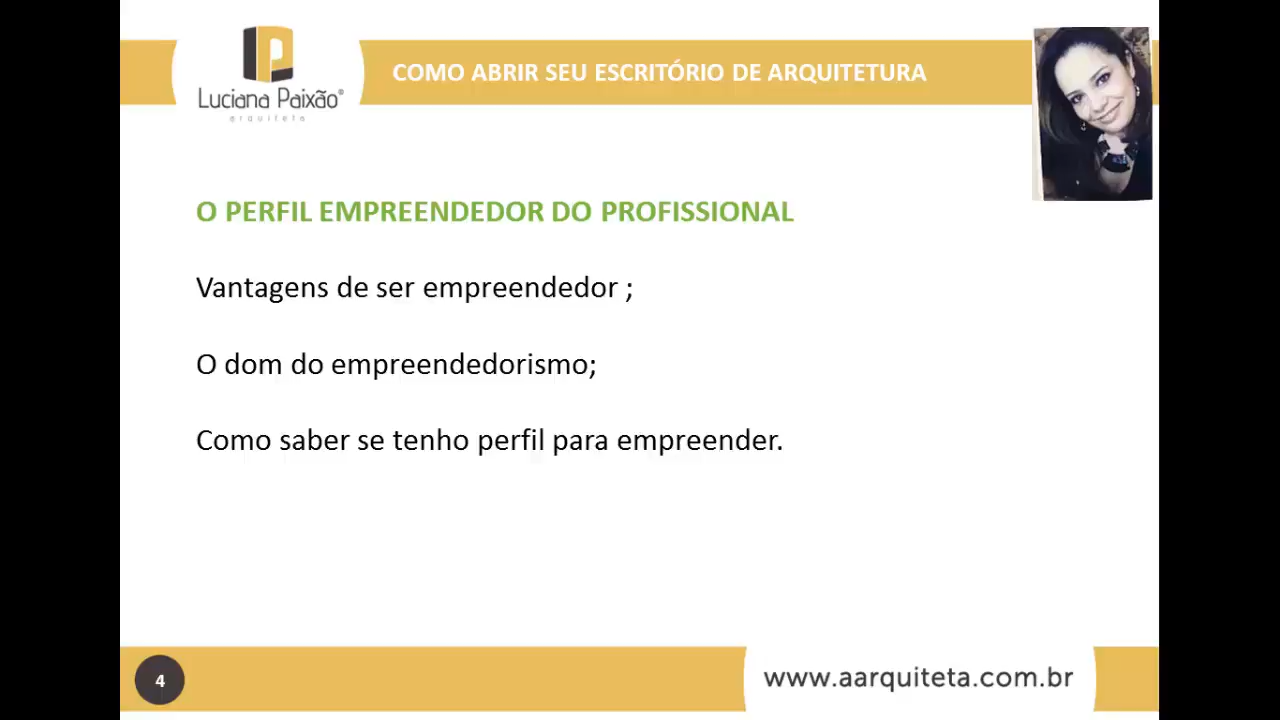 Luciana Paixão®
arquiteta
COMO ABRIR SEU ESCRITÓRIO DE ARQUITETURA
O PERFIL EMPREENDEDOR DO PROFISSIONAL
Vantagens de ser empreendedor ;
O dom do empreendedorismo;
Como saber se tenho perfil para empreender.
4
www.aarquiteta.com.br